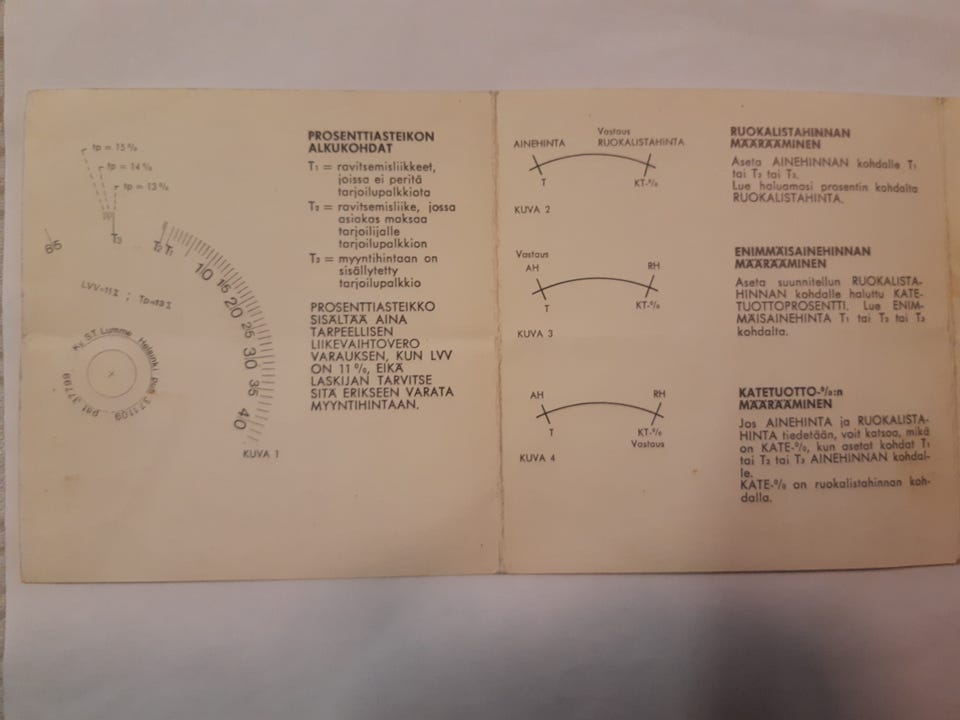 tp = 15 %
tp = 14 %
tp = 13 %
85
T3
T2 T1
10
15
20
25
30
35
40
LVV=11% ; Tp=13%
Ky S.T Lumme Helsinki Puh 371109
KUVA 1
PROSENTTIASTEIKON
ALKUKOHDAT
T1 = ravitsemisliikkeet,
joissa ei peritä
tarjoilupalkkiota
T2 = ravitsemisliike, jossa
asiakas maksaa
tarjoilijalle
tarjoilupalkkion
T3 = myyntihintaan on
sisällytetty
tarjoilupalkkio
PROSENTTIASTEIKKO
SISÄLTÄÄ AINA
TARPEELLISEN
LIIKEVAIHTOVERO
VARAUKSEN, KUN LVV
ON 11 %, EIKÄ
LASKIJAN TARVITSE
SITÄ ERIKSEEN VARATA
MYYNTIHINTAAN.
Vastaus
AINEHINTA RUOKALISTAHINTA
T KT-%
KUVA 2
Vastaus
AH RH
T KT-%
KUVA 3
AH RH
T KT-%
Vastaus
KUVA 4
RUOKALISTAHINNAN
MÄÄRÄÄMINEN
Aseta AINEHINNAN kohdalle T1
tai T2 tai T3.
Lue haluamasi prosentin kohdalta
RUOKALISTAHINTA.
ENIMMÄISAINEHINNAN
MÄÄRÄÄMINEN
Aseta suunnitellun RUOKALISTA-
HINNAN kohdalle haluttu KATE-
TUOTTOPROSENTTI. Lue ENIM-
MÄISAINEHINTA T1 tai T2 tai T3
kohdalta.
KATETUOTTO-%:n
MÄÄRÄÄMINEN
Jos AINEHINTA ja RUOKALISTA-
HINTA tiedetään, voit katsoa, mikä
on KATE-%, kun asetat kohdat T1
tai T2 tai T3 AINEHINNAN kohdal-
le.
KATE-% on ruokalistahinnan koh-
dalla.